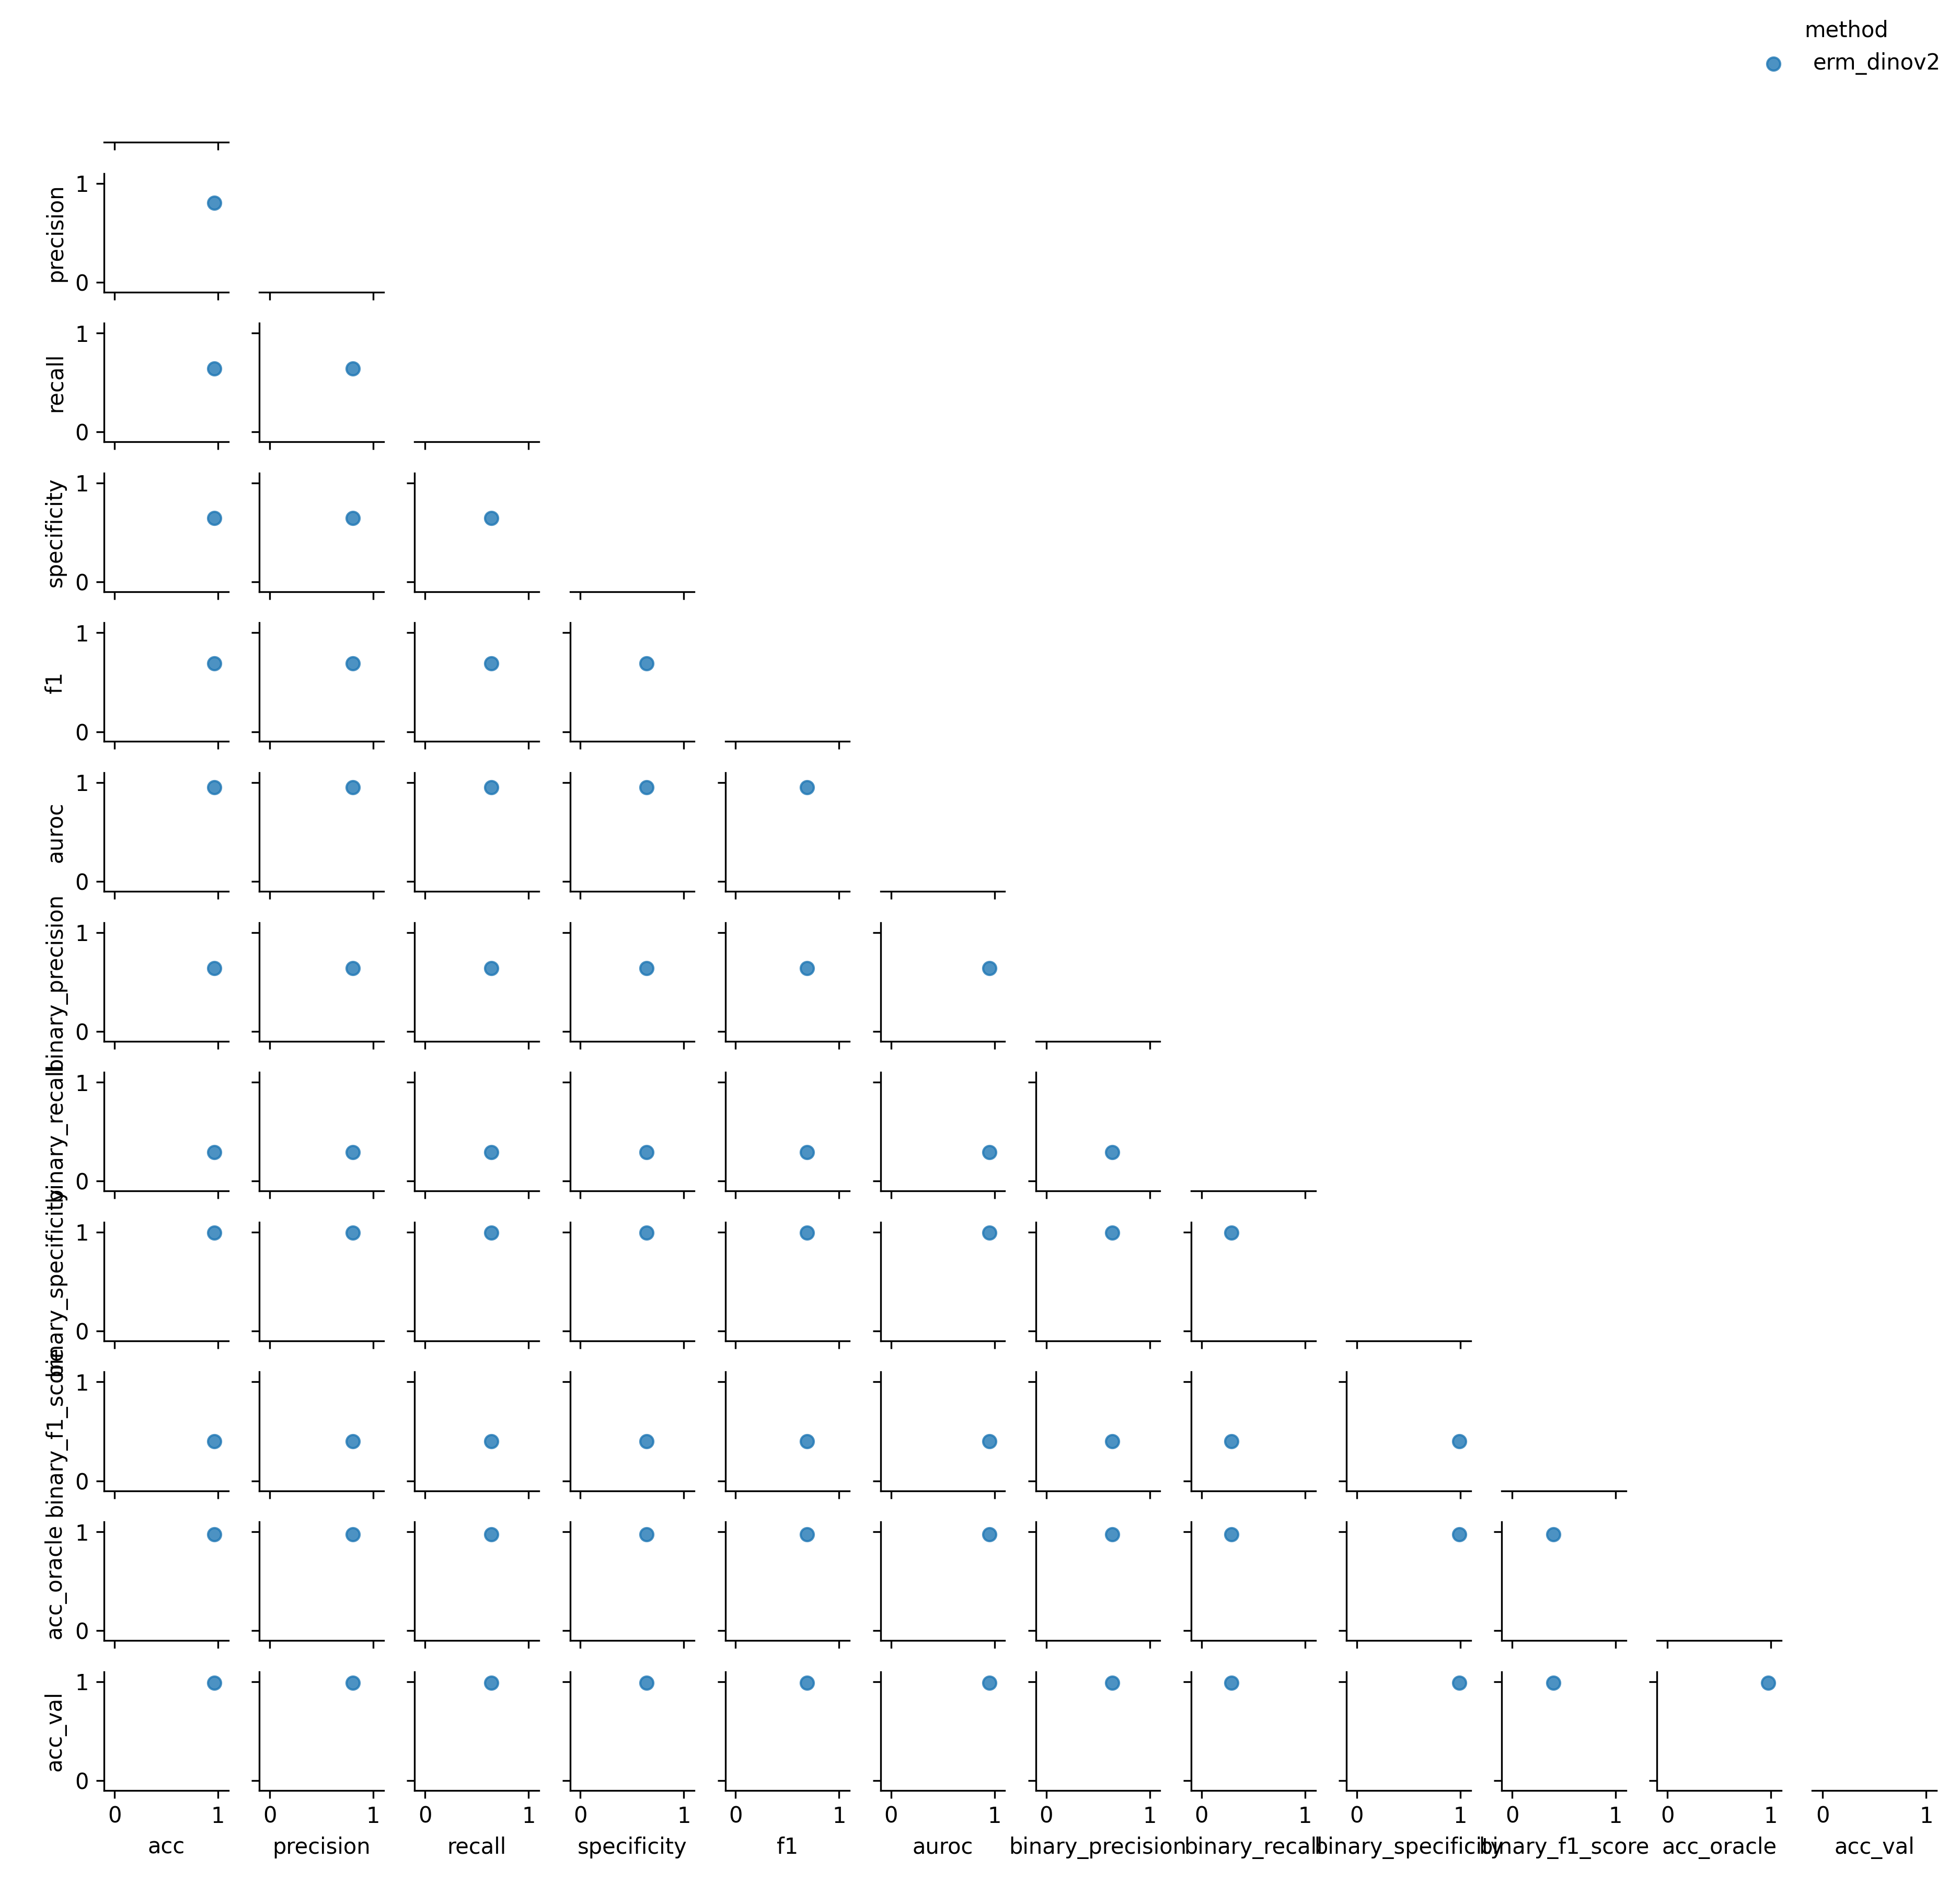 method
erm_dinov2
1
precision
0
1
recall
0
1
specificity
0
1
f1
0
1
auroc
0
1
binary_precision
0
1
binary_recall
0
1
binary_specificity
0
1
binary_f1_score
0
1
acc_oracle
0
1
acc_val
0
0 1 0 1 0 1 0 1 0 1 0 1 0 1 0 1 0 1 0 1 0 1 0 1
acc precision recall specificity f1 auroc binary_precision binary_recall binary_specificity binary_f1_score acc_oracle acc_val